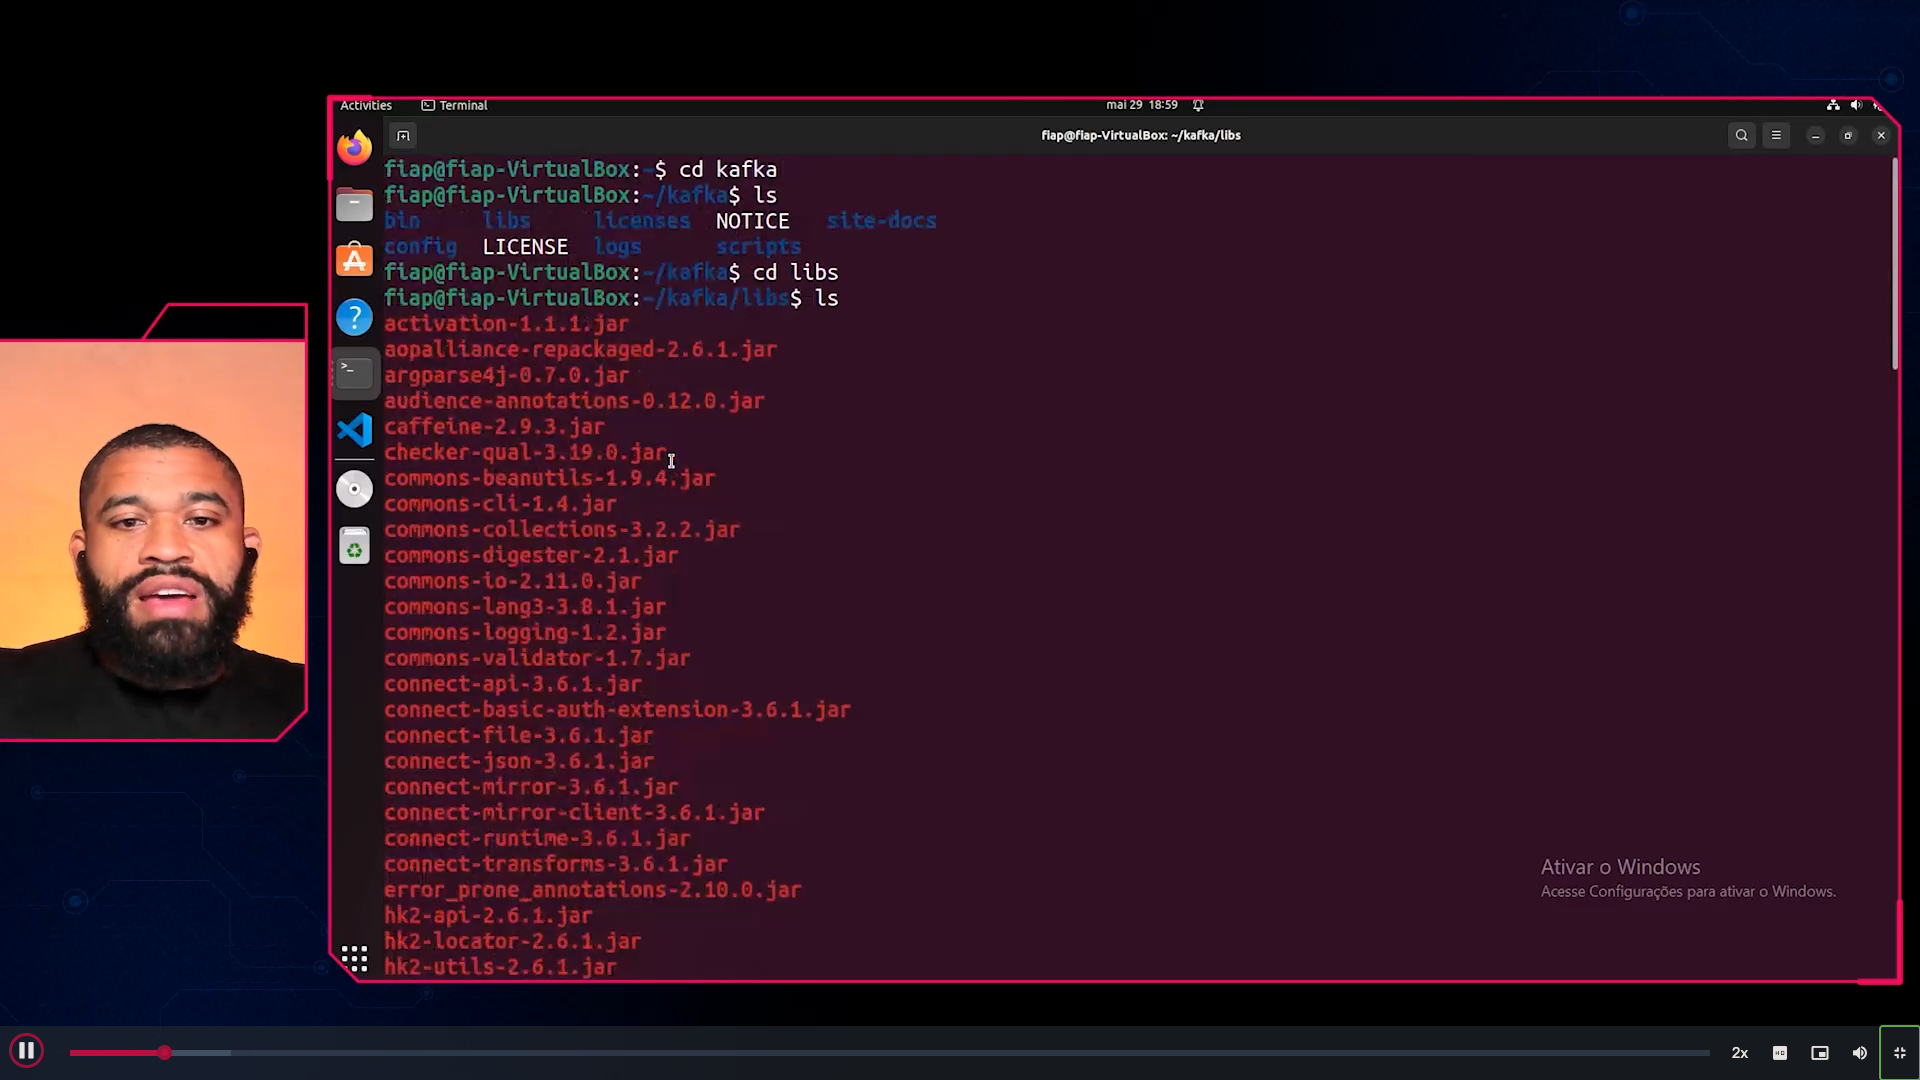 Activities Terminal mai 29 18:59
fiap@fiap-VirtualBox: ~/kafka/libs
fiap@fiap-VirtualBox:~$ cd kafka
fiap@fiap-VirtualBox:~/kafka$ ls
bin libs licenses NOTICE site-docs
config LICENSE logs scripts
fiap@fiap-VirtualBox:~/kafka$ cd libs
fiap@fiap-VirtualBox:~/kafka/libs$ ls
activation-1.1.1.jar
aopalliance-repackaged-2.6.1.jar
argparse4j-0.7.0.jar
audience-annotations-0.12.0.jar
caffeine-2.9.3.jar
checker-qual-3.19.0.jar
commons-beanutils-1.9.4.jar
commons-cli-1.4.jar
commons-collections-3.2.2.jar
commons-digester-2.1.jar
commons-io-2.11.0.jar
commons-lang3-3.8.1.jar
commons-logging-1.2.jar
commons-validator-1.7.jar
connect-api-3.6.1.jar
connect-basic-auth-extension-3.6.1.jar
connect-file-3.6.1.jar
connect-json-3.6.1.jar
connect-mirror-3.6.1.jar
connect-mirror-client-3.6.1.jar
connect-runtime-3.6.1.jar
connect-transforms-3.6.1.jar
error_prone_annotations-2.10.0.jar
hk2-api-2.6.1.jar
hk2-locator-2.6.1.jar
hk2-utils-2.6.1.jar
Ativar o Windows
Acesse Configurações para ativar o Windows.
2x HD